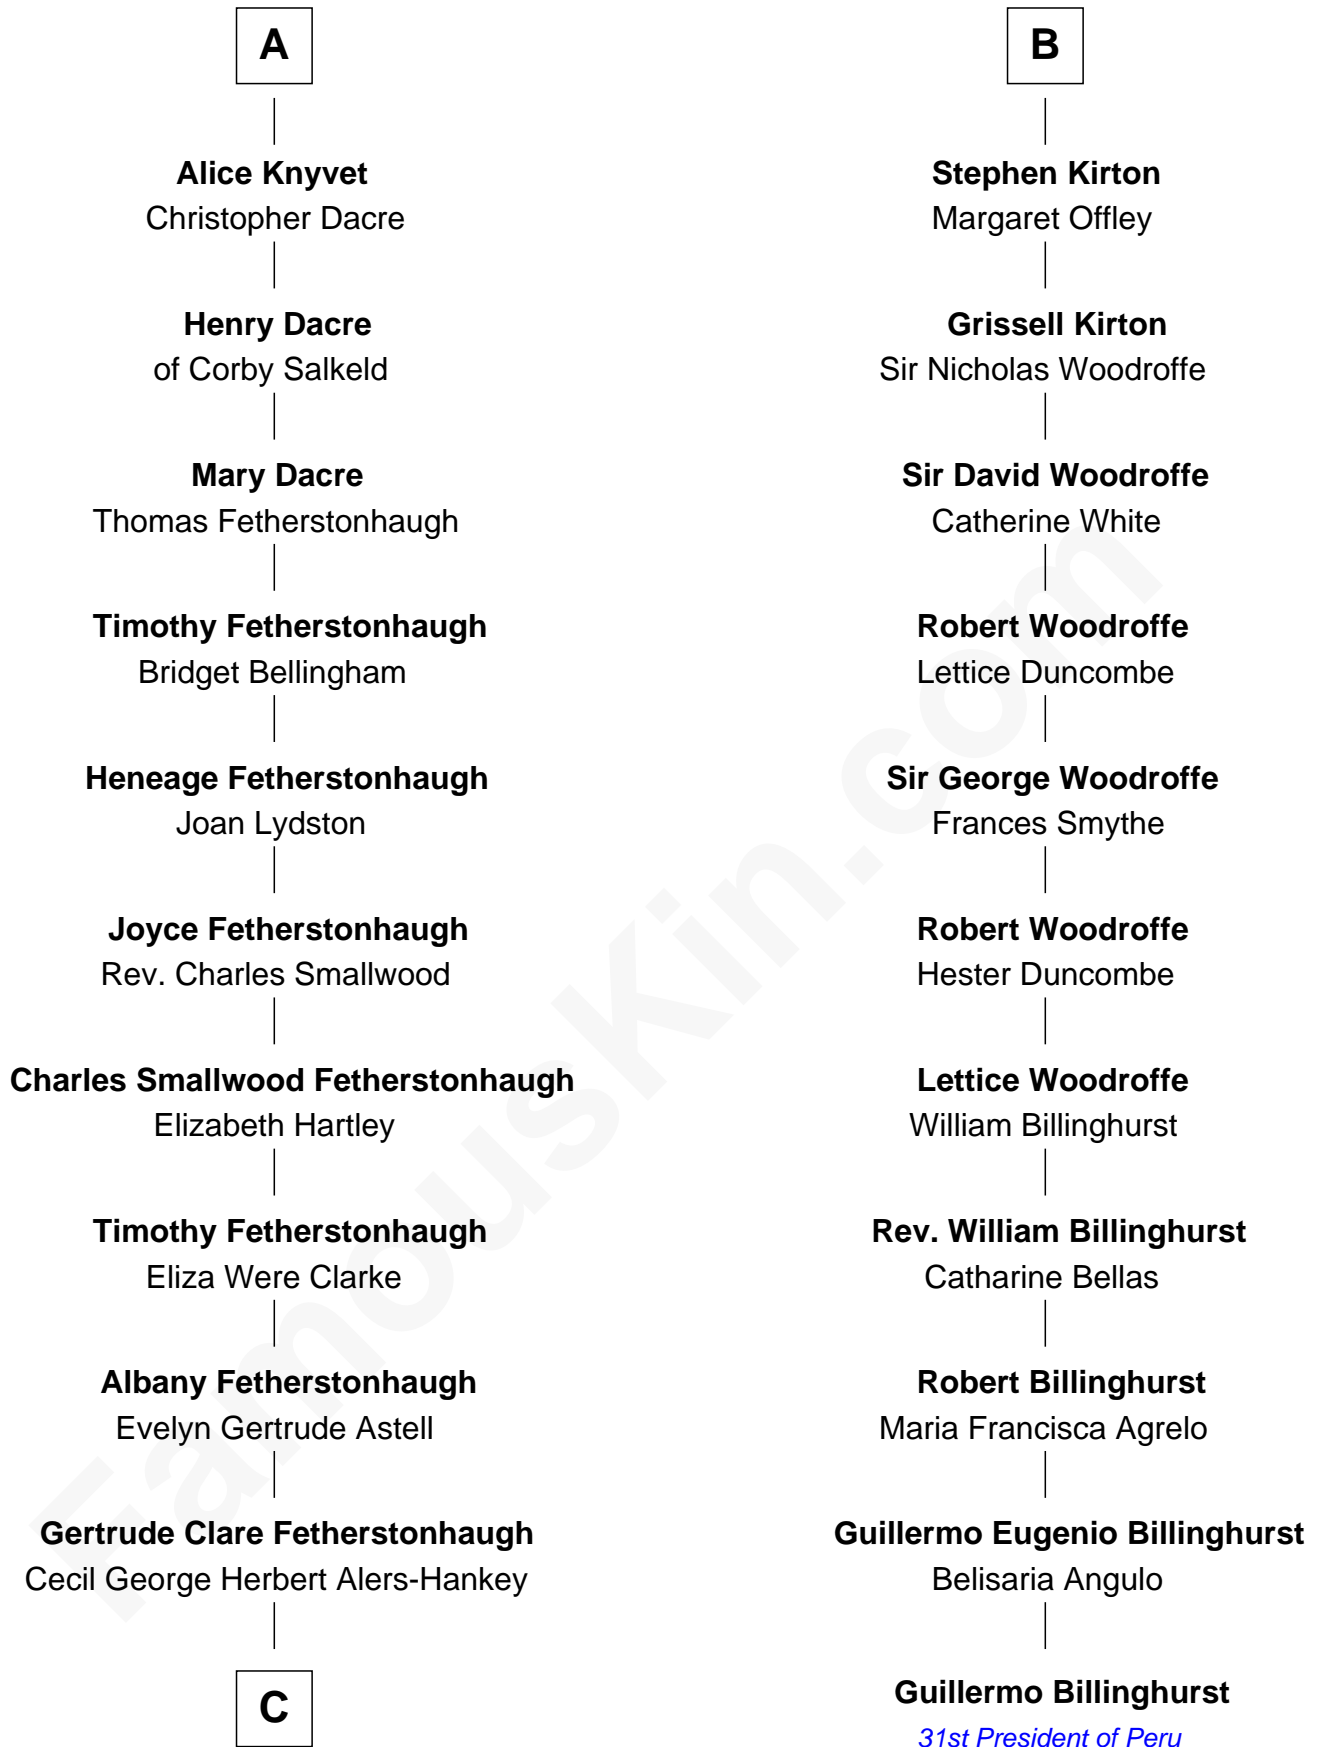 A
Alice Knyvet
Christopher Dacre
Henry Dacre
of Corby Salkeld
Mary Dacre
Thomas Fetherstonhaugh
Timothy Fetherstonhaugh
Bridget Bellingham
Heneage Fetherstonhaugh
Joan Lydston
Joyce Fetherstonhaugh
Rev. Charles Smallwood
Charles Smallwood Fetherstonhaugh
Elizabeth Hartley
Timothy Fetherstonhaugh
Eliza Were Clarke
Albany Fetherstonhaugh
Evelyn Gertrude Astell
Gertrude Clare Fetherstonhaugh
Cecil George Herbert Alers-Hankey
C
B
Stephen Kirton
Margaret Offley
Grissell Kirton
Sir Nicholas Woodroffe
Sir David Woodroffe
Catherine White
Robert Woodroffe
Lettice Duncombe
Sir George Woodroffe
Frances Smythe
Robert Woodroffe
Hester Duncombe
Lettice Woodroffe
William Billinghurst
Rev. William Billinghurst
Catharine Bellas
Robert Billinghurst
Maria Francisca Agrelo
Guillermo Eugenio Billinghurst
Belisaria Angulo
Guillermo Billinghurst
31st President of Peru
FamousKin.com